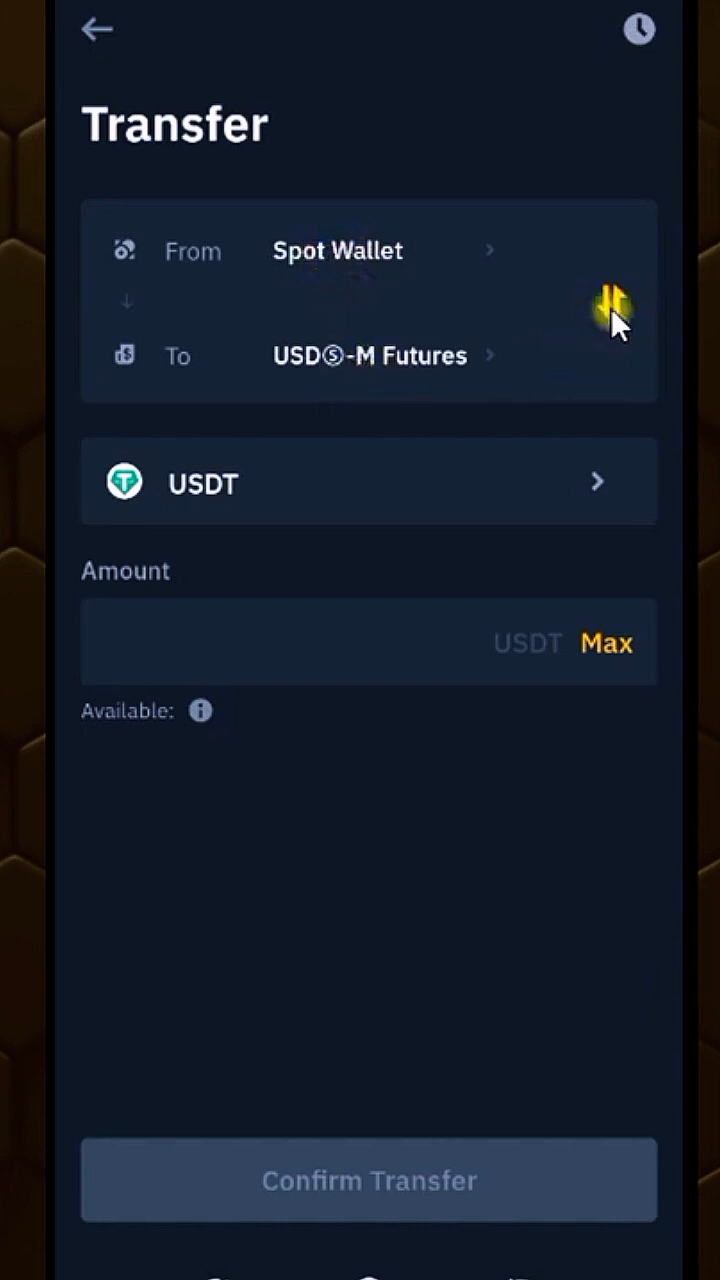 Transfer
From Spot Wallet
To USDⓈ-M Futures
USDT
Amount
USDT Max
Available:
Confirm Transfer